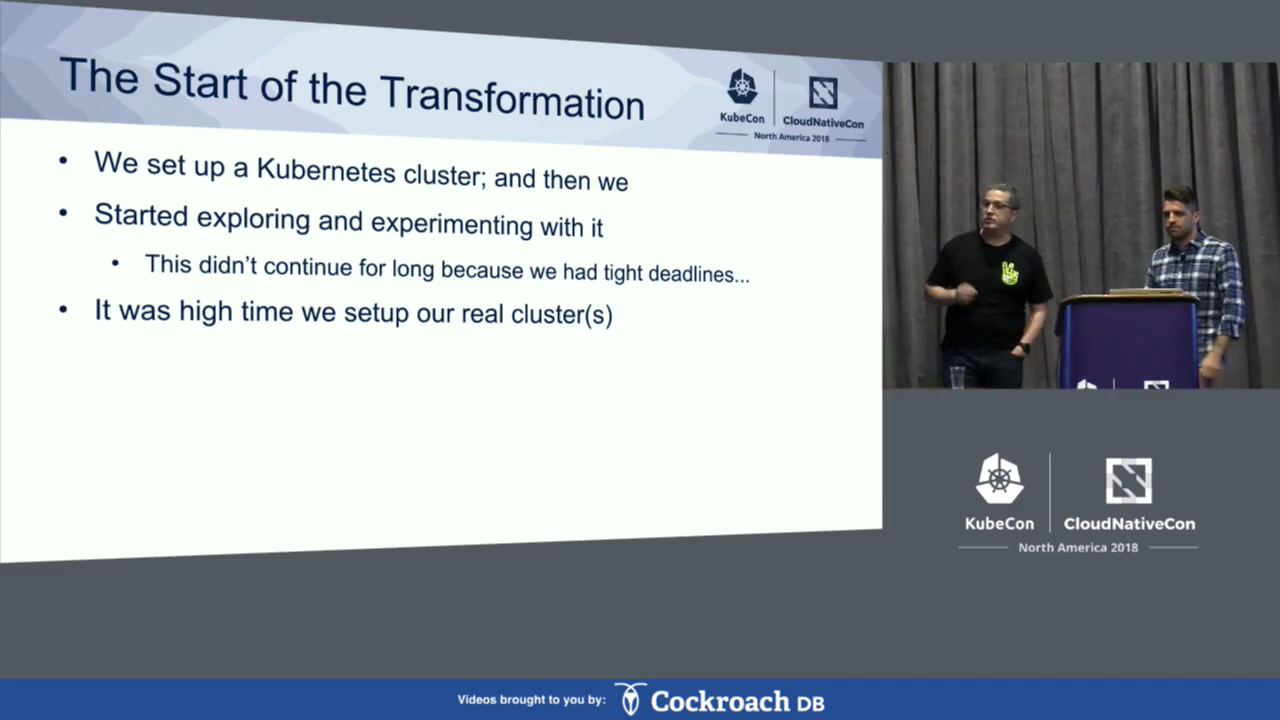 The Start of the Transformation
KubeCon
CloudNativeCon
North America 2018
• We set up a Kubernetes cluster; and then we
• Started exploring and experimenting with it
• This didn't continue for long because we had tight deadlines...
• It was high time we setup our real cluster(s)
KubeCon
CloudNativeCon
North America 2018
Videos brought to you by:
Cockroach DB